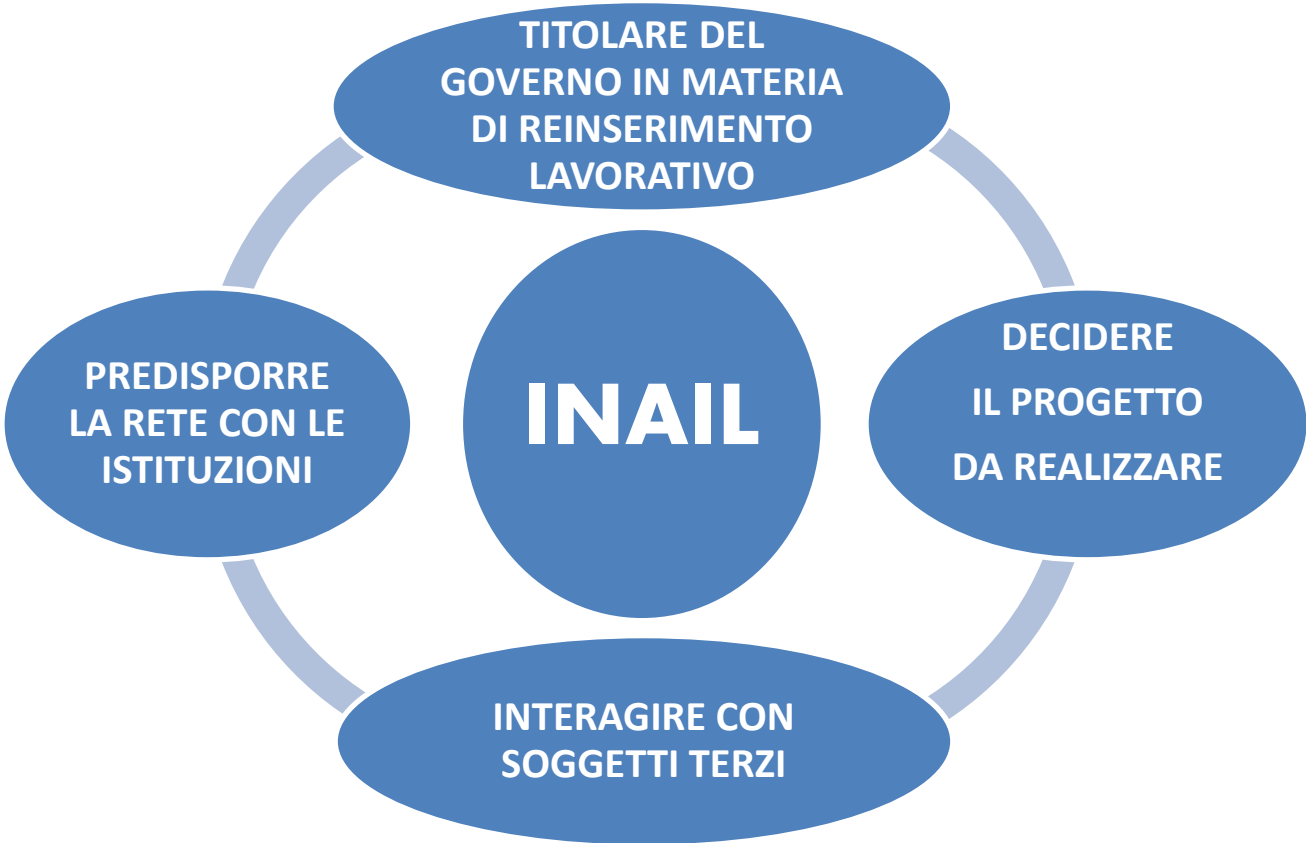 TITOLARE DEL
GOVERNO IN MATERIA
DI REINSERIMENTO
LAVORATIVO
PREDISPORRE
LA RETE CON LE
ISTITUZIONI
INAIL
DECIDERE
IL PROGETTO
DA REALIZZARE
INTERAGIRE CON
SOGGETTI TERZI